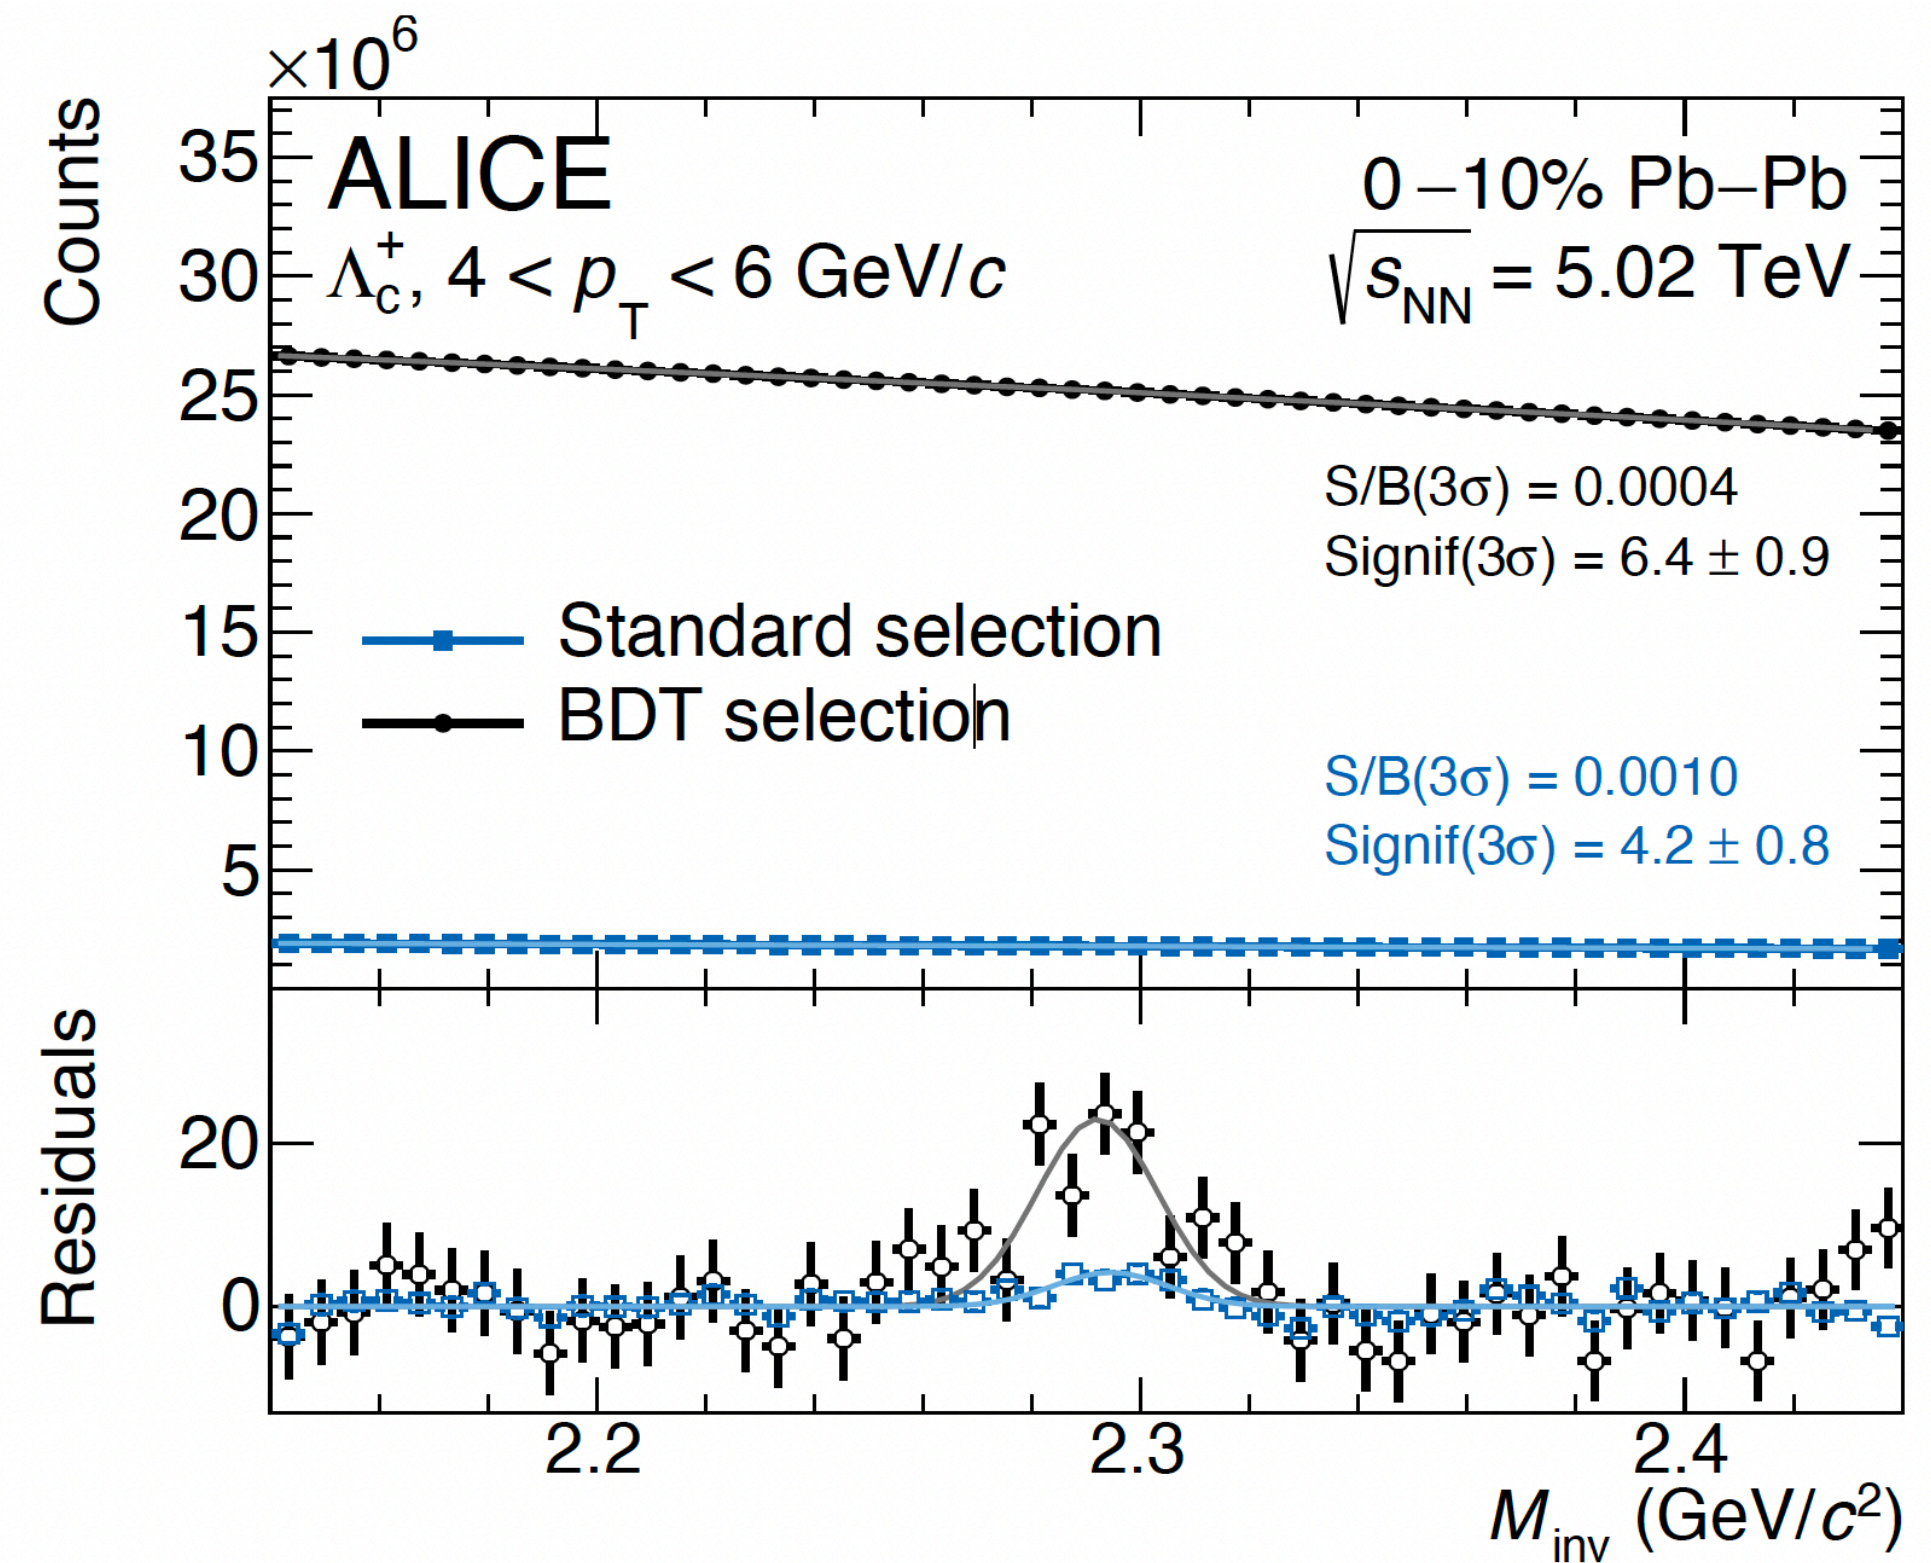 ×10⁶
Counts
35
30
25
20
15
10
5
ALICE
Λc⁺, 4 < pT < 6 GeV/c
0–10% Pb–Pb
√sNN = 5.02 TeV
S/B(3σ) = 0.0004
Signif(3σ) = 6.4 ± 0.9
Standard selection
BDT selection
S/B(3σ) = 0.0010
Signif(3σ) = 4.2 ± 0.8
Residuals
20
0
2.2
2.3
2.4
Minv (GeV/c²)